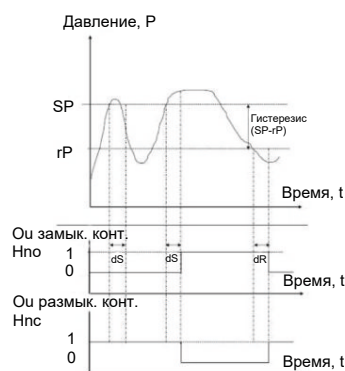 Давление, P
SP
Гистерезис
(SP-rP)
rP
Время, t
Ou замык. конт.
Hno
1
0
dS
dS
dR
Время, t
Ou размык. конт.
Hnc
1
0
Время, t